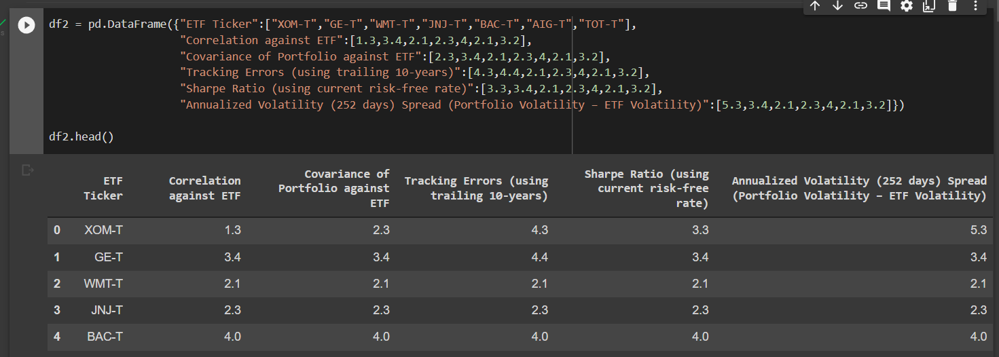 df2 = pd.DataFrame({"ETF Ticker":["XOM-T","GE-T","WMT-T","JNJ-T","BAC-T","AIG-T","TOT-T"],
"Correlation against ETF":[1.3,3.4,2.1,2.3,4,2.1,3.2],
"Covariance of Portfolio against ETF":[2.3,3.4,2.1,2.3,4,2.1,3.2],
"Tracking Errors (using trailing 10-years)":[4.3,4.4,2.1,2.3,4,2.1,3.2],
"Sharpe Ratio (using current risk-free rate)":[3.3,3.4,2.1,2.3,4,2.1,3.2],
"Annualized Volatility (252 days) Spread (Portfolio Volatility – ETF Volatility)":[5.3,3.4,2.1,2.3,4,2.1,3.2]})
df2.head()
ETF Ticker Correlation against ETF Covariance of Portfolio against ETF Tracking Errors (using trailing 10-years) Sharpe Ratio (using current risk-free rate) Annualized Volatility (252 days) Spread (Portfolio Volatility – ETF Volatility)
0 XOM-T 1.3 2.3 4.3 3.3 5.3
1 GE-T 3.4 3.4 4.4 3.4 3.4
2 WMT-T 2.1 2.1 2.1 2.1 2.1
3 JNJ-T 2.3 2.3 2.3 2.3 2.3
4 BAC-T 4.0 4.0 4.0 4.0 4.0